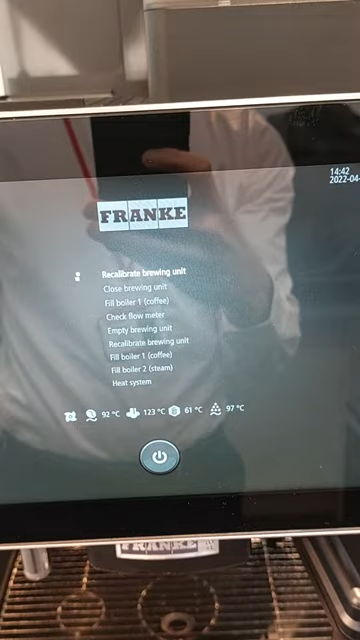 14:42
2022-04-
FRANKE
Recalibrate brewing unit
Close brewing unit
Fill boiler 1 (coffee)
Check flow meter
Empty brewing unit
Recalibrate brewing unit
Fill boiler 1 (coffee)
Fill boiler 2 (steam)
Heat system
92 °C 123 °C 61 °C 97 °C
FRANKE